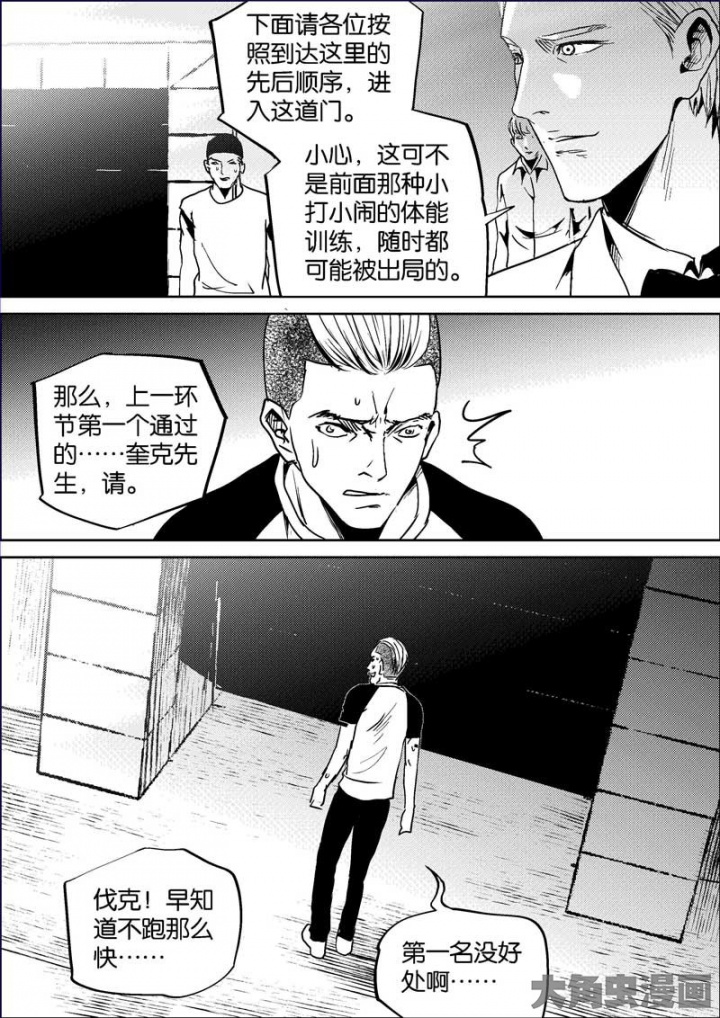 下面请各位按
照到达这里的
先后顺序，进
入这道门。
小心，这可不
是前面那种小
打小闹的体能
训练，随时都
可能被出局的。
那么，上一环
节第一个通过
的……奎克先
生，请。
伐克！早知
道不跑那么
快……
第一名没好
处啊……
大角虫漫画